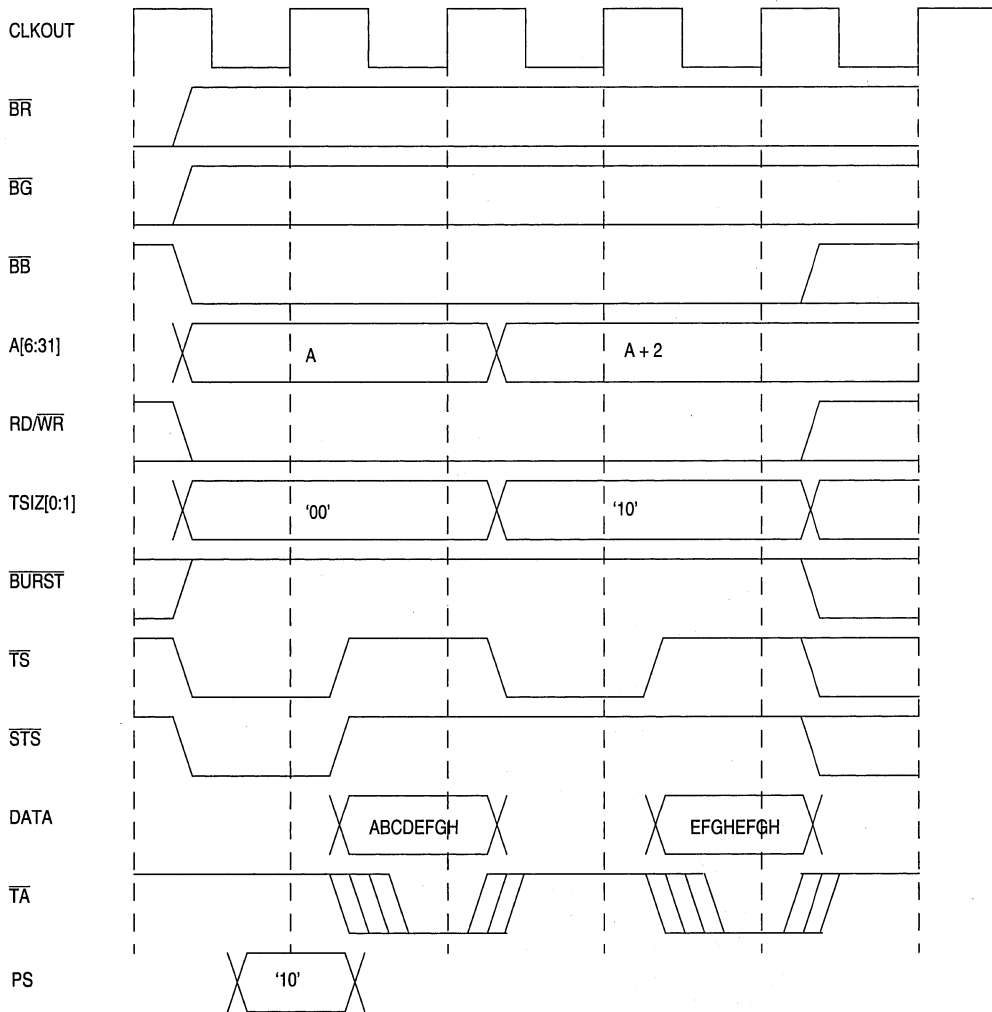 CLKOUT
BR
BG
BB
A[6:31]
A
A + 2
RD/WR
TSIZ[0:1]
'00'
'10'
BURST
TS
STS
DATA
ABCDEFGH
EFGHEFGH
TA
PS
'10'